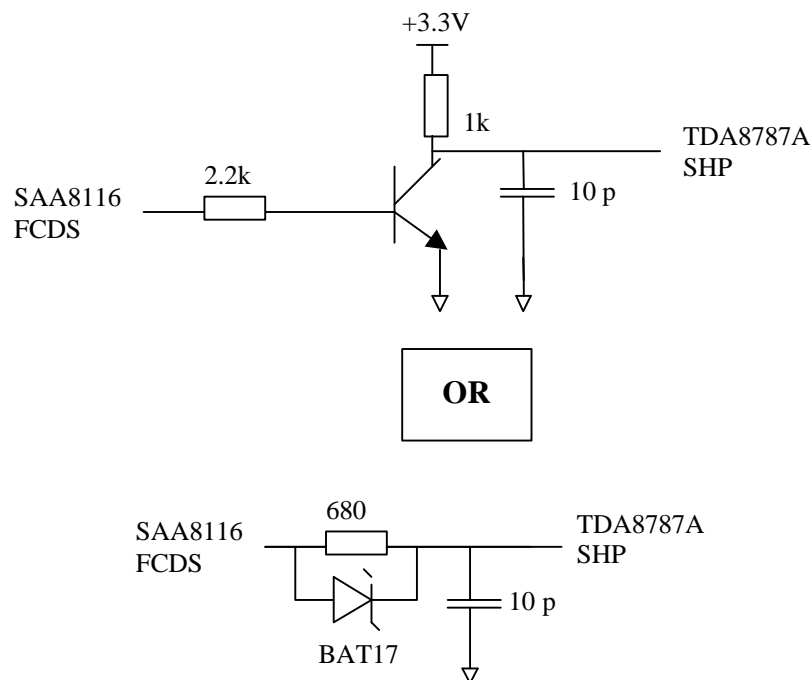 +3.3V
1k
TDA8787A
SHP
2.2k
10 p
SAA8116
FCDS
OR
680
SAA8116
FCDS
TDA8787A
SHP
10 p
BAT17